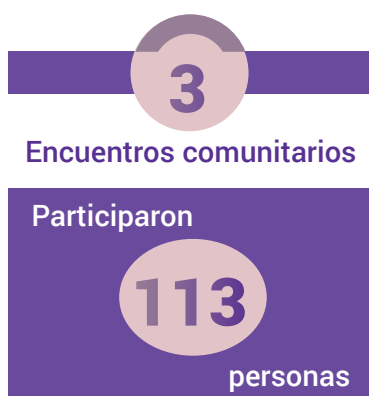 3
Encuentros comunitarios
Participaron
113
personas